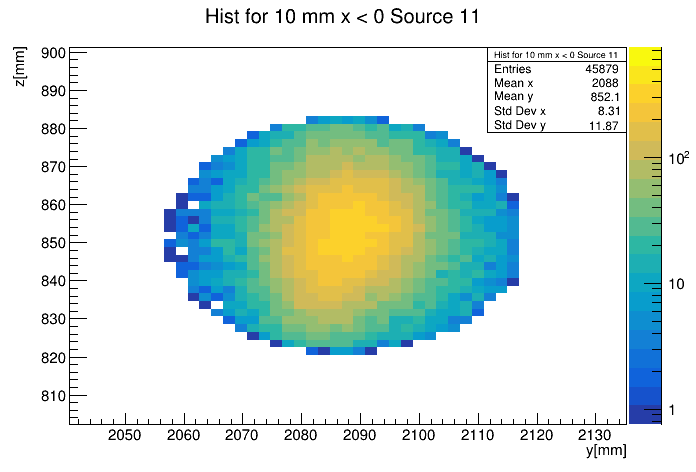 Hist for 10 mm x < 0 Source 11
z[mm]
900
890
880
870
860
850
840
830
820
810
2050 2060 2070 2080 2090 2100 2110 2120 2130
y[mm]
Hist for 10 mm x < 0 Source 11
Entries 45879
Mean x 2088
Mean y 852.1
Std Dev x 8.31
Std Dev y 11.87
10²
10
1